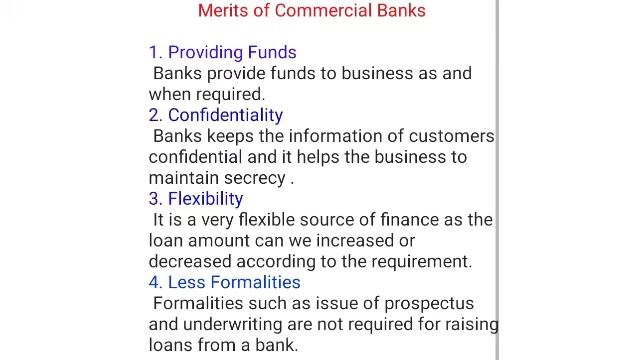 Merits of Commercial Banks
1. Providing Funds
Banks provide funds to business as and
when required.
2. Confidentiality
Banks keeps the information of customers
confidential and it helps the business to
maintain secrecy .
3. Flexibility
It is a very flexible source of finance as the
loan amount can we increased or
decreased according to the requirement.
4. Less Formalities
Formalities such as issue of prospectus
and underwriting are not required for raising
loans from a bank.